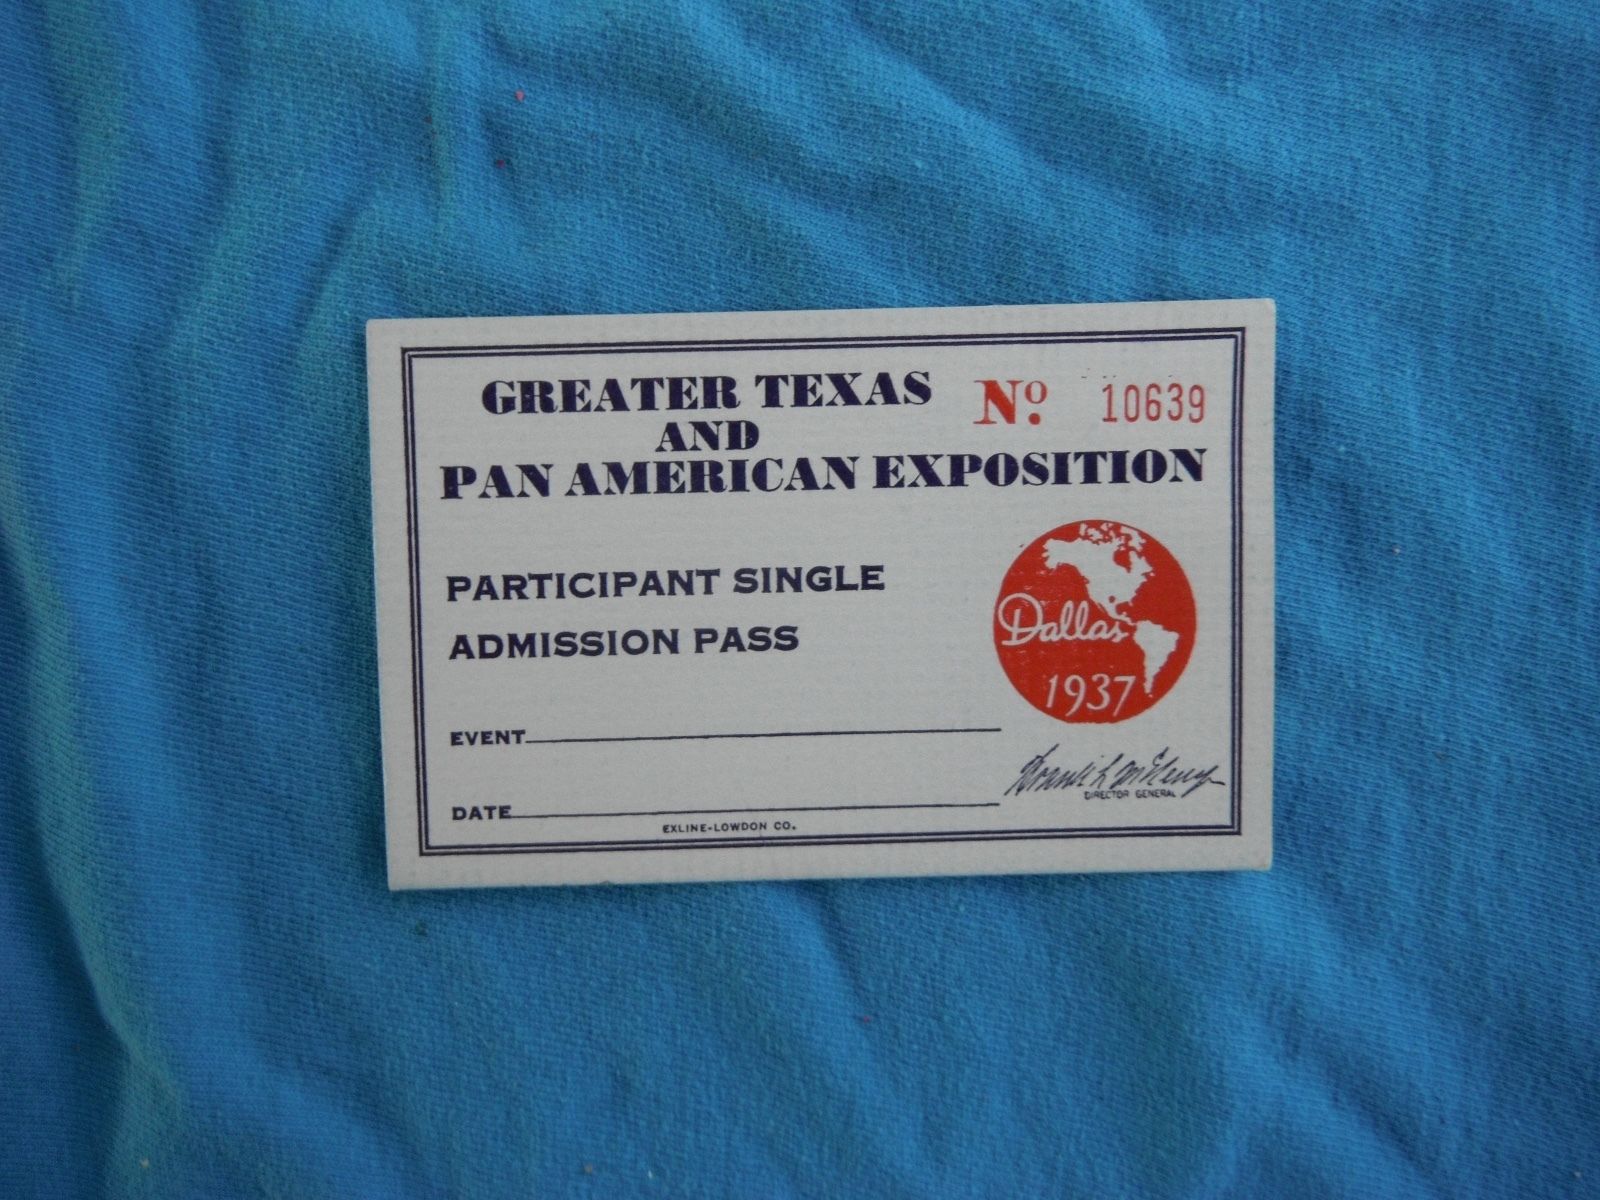 GREATER TEXAS
Nº. 10639
AND
PAN AMERICAN EXPOSITION
PARTICIPANT SINGLE
ADMISSION PASS
Dallas
1937
EVENT
DATE
DIRECTOR GENERAL
EXLINE-LOWDON CO.